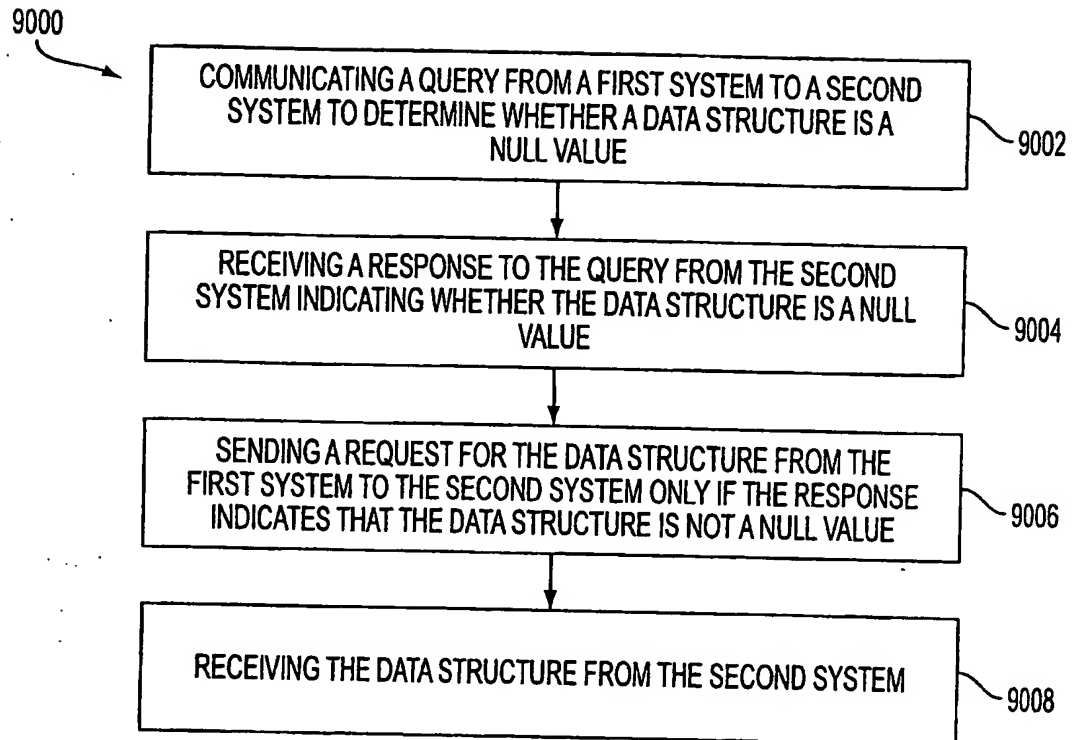 9000
COMMUNICATING A QUERY FROM A FIRST SYSTEM TO A SECOND
SYSTEM TO DETERMINE WHETHER A DATA STRUCTURE IS A
NULL VALUE
9002
RECEIVING A RESPONSE TO THE QUERY FROM THE SECOND
SYSTEM INDICATING WHETHER THE DATA STRUCTURE IS A NULL
VALUE
9004
SENDING A REQUEST FOR THE DATA STRUCTURE FROM THE
FIRST SYSTEM TO THE SECOND SYSTEM ONLY IF THE RESPONSE
INDICATES THAT THE DATA STRUCTURE IS NOT A NULL VALUE
9006
RECEIVING THE DATA STRUCTURE FROM THE SECOND SYSTEM
9008